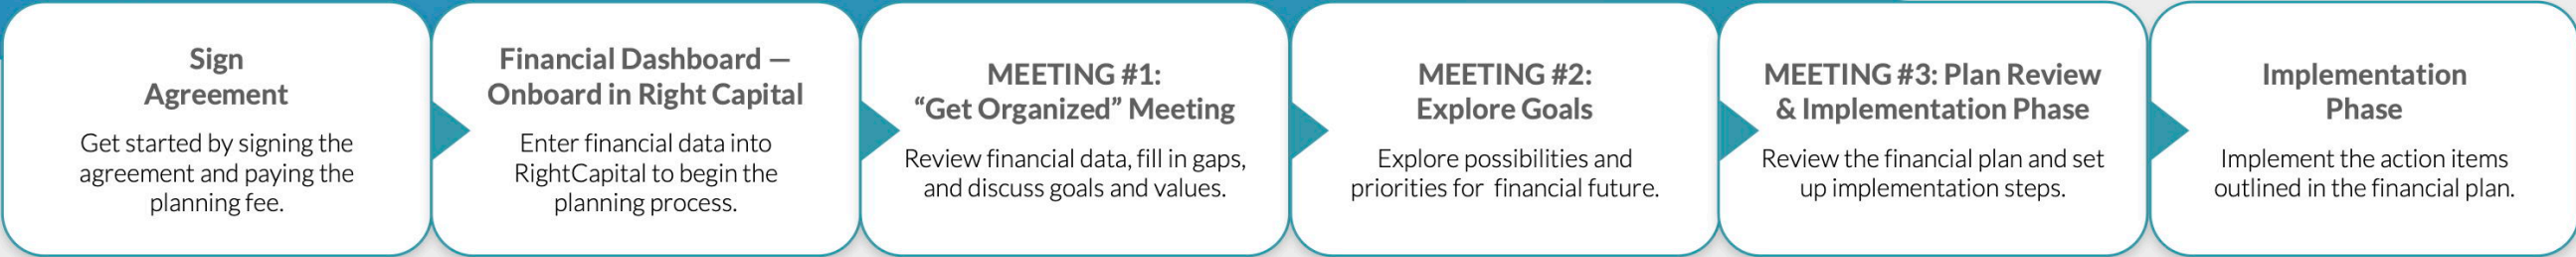 Sign
Agreement
Get started by signing the
agreement and paying the
planning fee.
Financial Dashboard —
Onboard in Right Capital
Enter financial data into
RightCapital to begin the
planning process.
MEETING #1:
“Get Organized” Meeting
Review financial data, fill in gaps,
and discuss goals and values.
MEETING #2:
Explore Goals
Explore possibilities and
priorities for  financial future.
MEETING #3: Plan Review
& Implementation Phase
Review the financial plan and set
up implementation steps.
Implementation
Phase
Implement the action items
outlined in the financial plan.